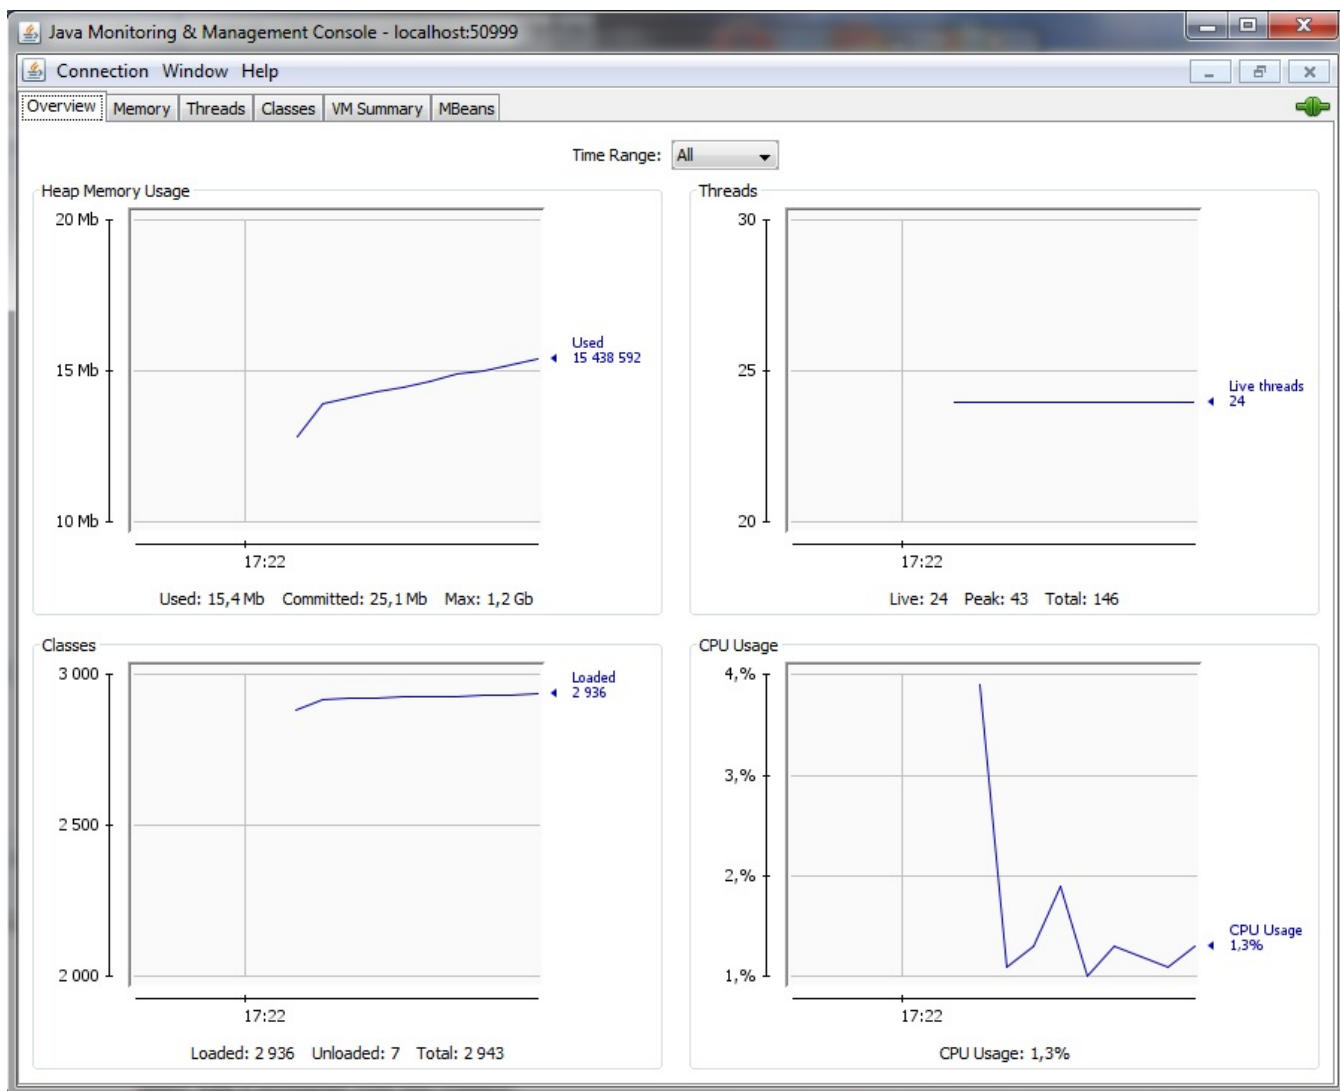 Java Monitoring & Management Console - localhost:50999
Connection Window Help
Overview Memory Threads Classes VM Summary MBeans
Time Range: All
Heap Memory Usage
20 Mb
15 Mb
10 Mb
Used
15 438 592
17:22
Used: 15,4 Mb Committed: 25,1 Mb Max: 1,2 Gb
Threads
30
25
20
Live threads
24
17:22
Live: 24 Peak: 43 Total: 146
Classes
3 000
2 500
2 000
Loaded
2 936
17:22
Loaded: 2 936 Unloaded: 7 Total: 2 943
CPU Usage
4,%
3,%
2,%
1,%
CPU Usage
1,3%
17:22
CPU Usage: 1,3%